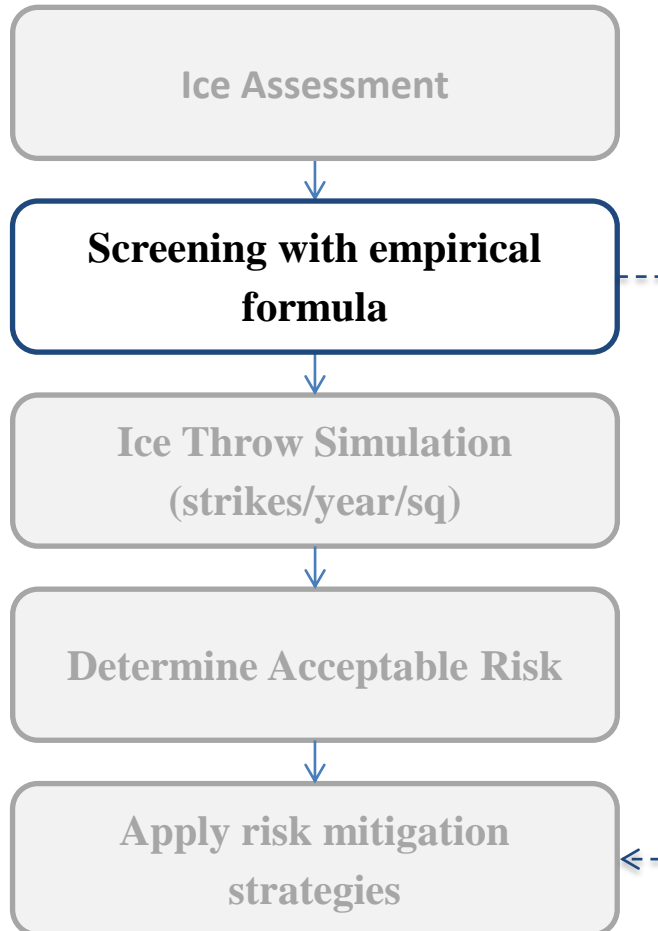 Ice Assessment
Screening with empirical
formula
Ice Throw Simulation
(strikes/year/sq)
Determine Acceptable Risk
Apply risk mitigation
strategies